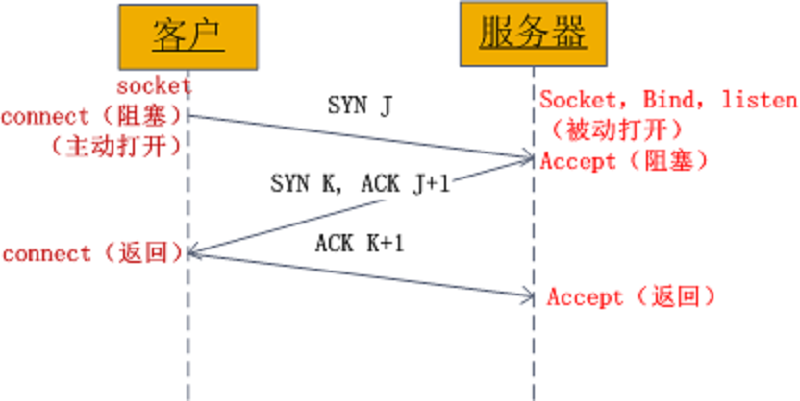 客户
服务器
socket
connect（阻塞）
（主动打开）
SYN J
Socket，Bind，listen
（被动打开）
Accept（阻塞）
SYN K, ACK J+1
connect（返回）
ACK K+1
Accept（返回）